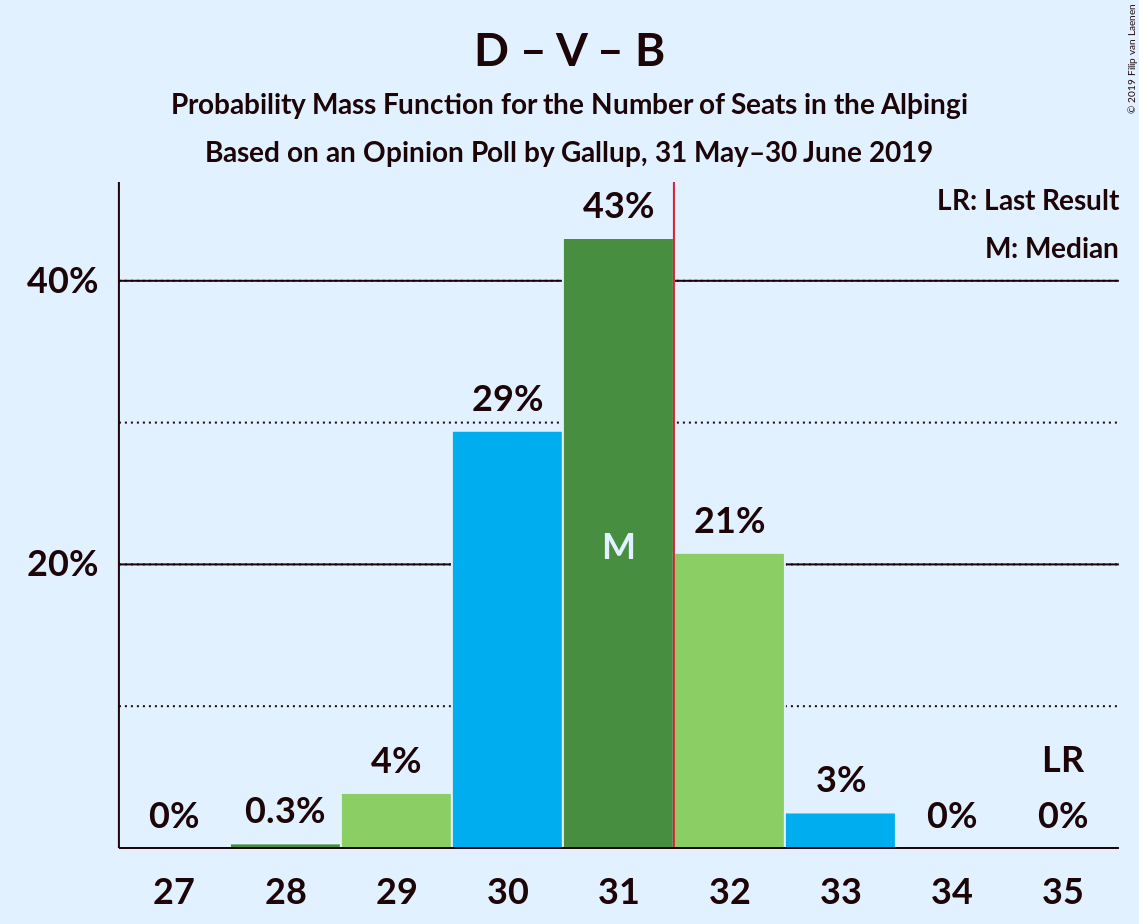 D – V – B
Probability Mass Function for the Number of Seats in the Alþingi
Based on an Opinion Poll by Gallup, 31 May–30 June 2019
© 2019 Filip van Laenen
LR: Last Result
M: Median
40%
20%
0%
0.3%
4%
29%
43%
M
21%
3%
0%
LR
0%
27 28 29 30 31 32 33 34 35